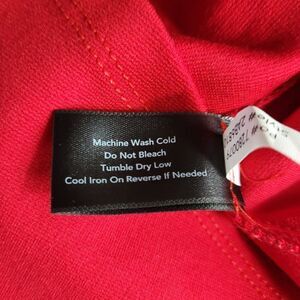 Machine Wash Cold
Do Not Bleach
Tumble Dry Low
Cool Iron On Reverse If Needed